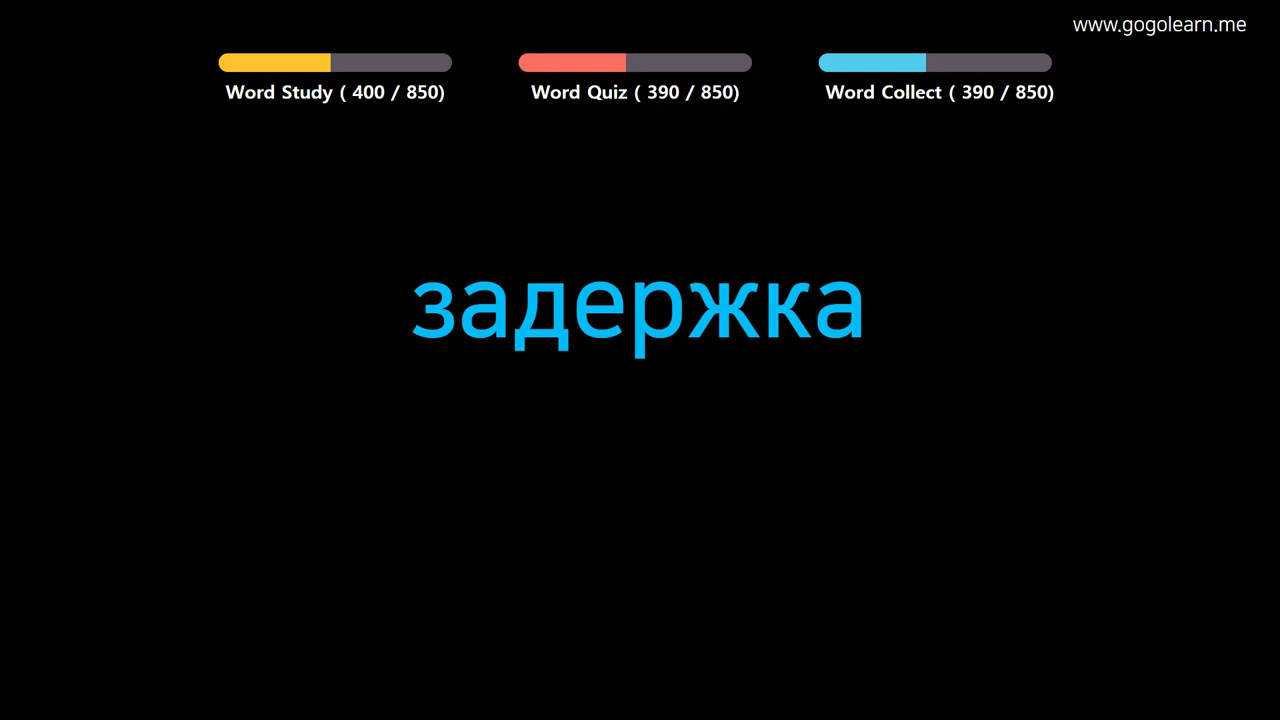 www.gogolearn.me
Word Study ( 400 / 850)
Word Quiz ( 390 / 850)
Word Collect ( 390 / 850)
задержка